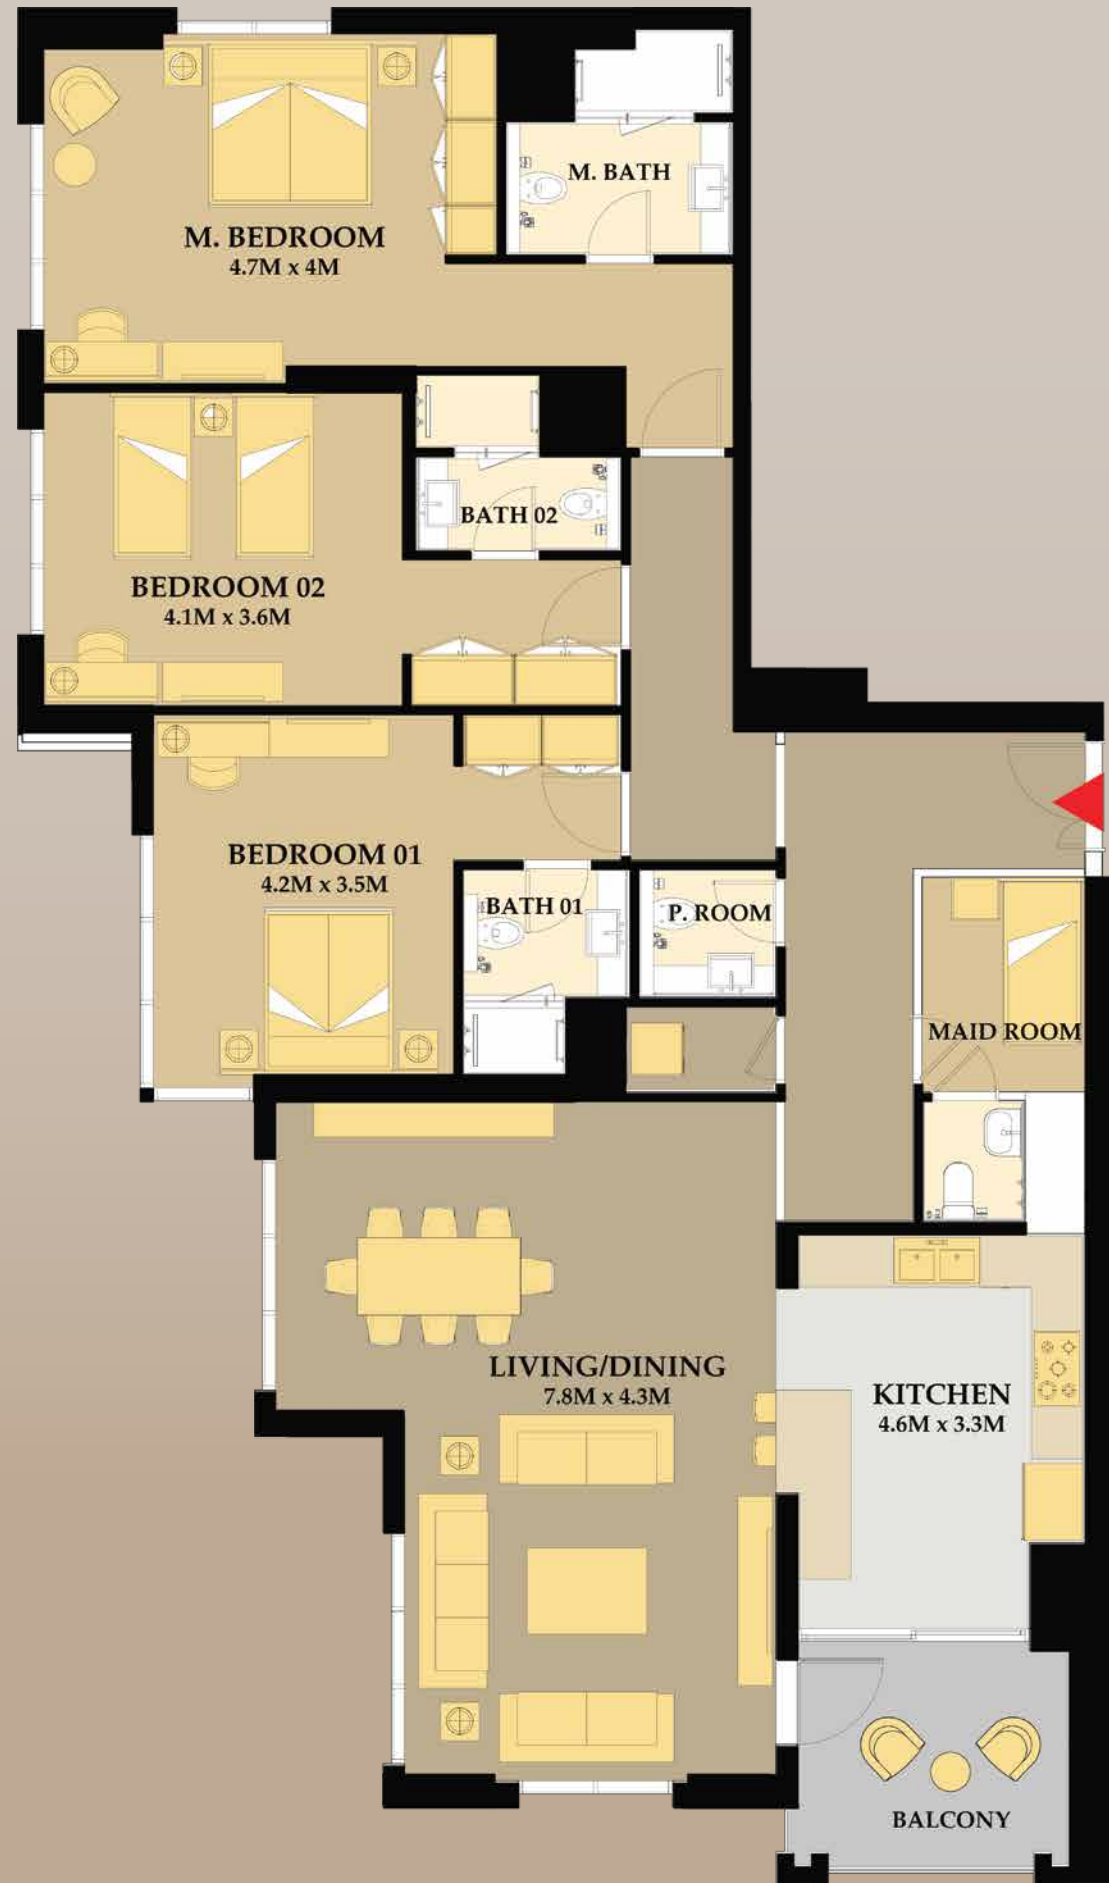 M. BATH
M. BEDROOM
4.7M x 4M
BATH 02
BEDROOM 02
4.1M x 3.6M
BEDROOM 01
4.2M x 3.5M
BATH 01
P. ROOM
MAID ROOM
LIVING/DINING
7.8M x 4.3M
KITCHEN
4.6M x 3.3M
BALCONY